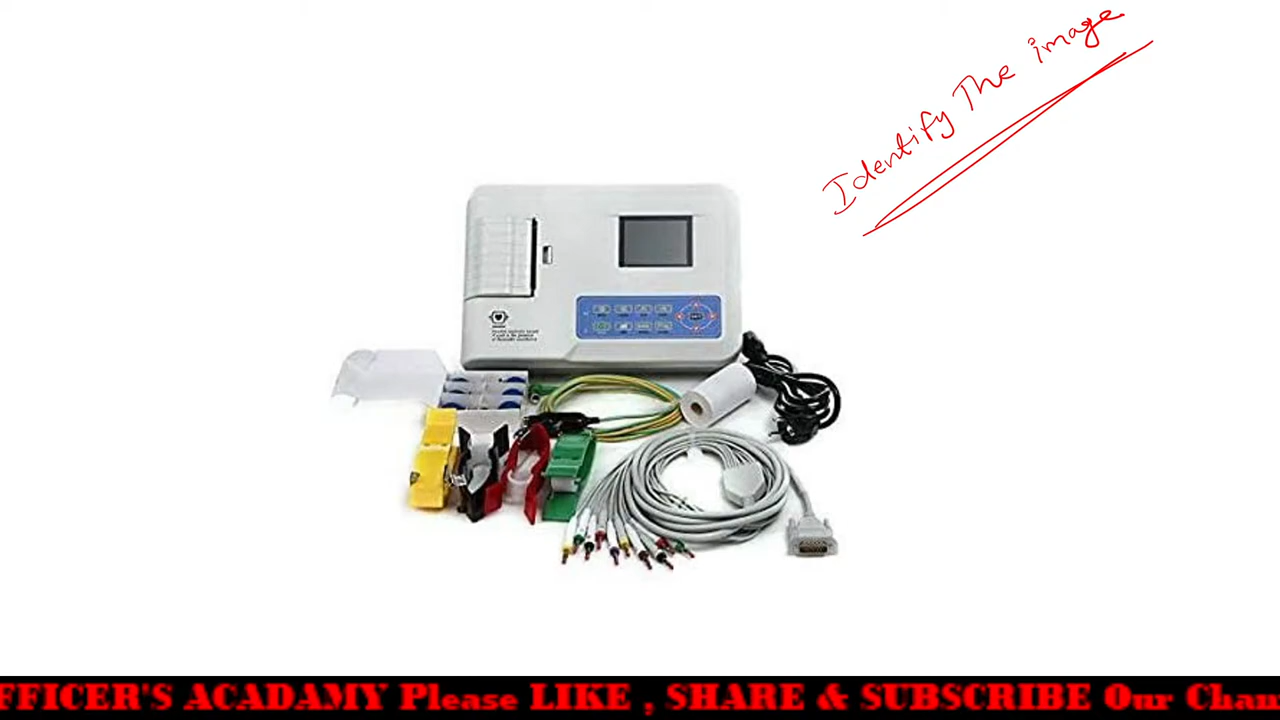 Identify The image
FFICER'S ACADAMY Please LIKE , SHARE & SUBSCRIBE Our Chan